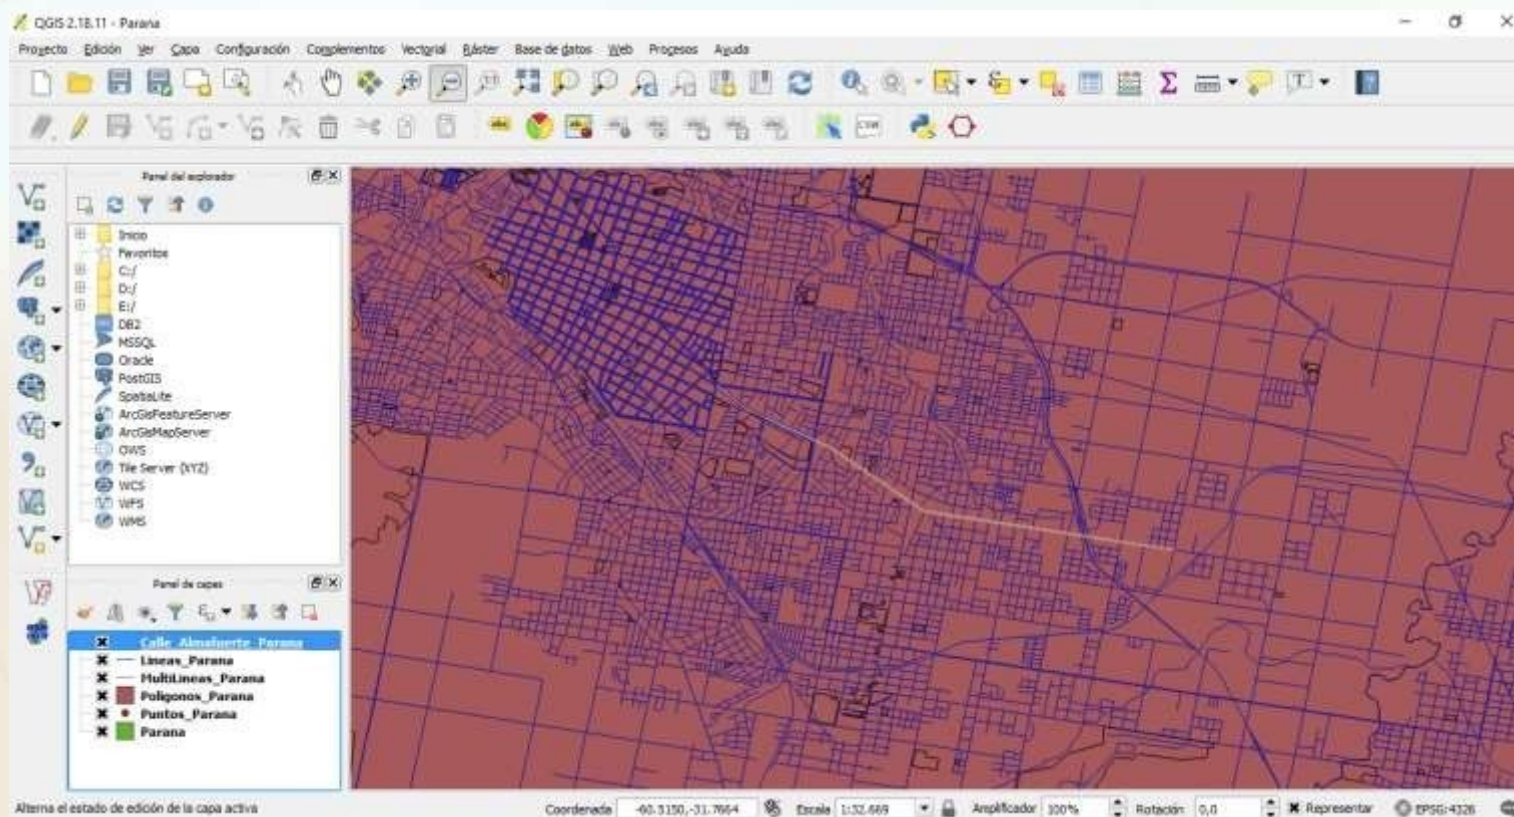 QGIS 2.18.11 - Parana
Proyecto Edición Ver Capa Configuración Complementos Vectorial Ráster Base de datos Web Procesos Ayuda
Panel del explorador
Inicio
Favoritos
C:/
D:/
E:/
DB2
MSSQL
Oracle
PostGIS
SpatiaLite
ArcGisFeatureServer
ArcGisMapServer
OWS
Tile Server (XYZ)
WCS
WFS
WMS
Panel de capas
Calle_Almafuerte_Parana
Lineas_Parana
MultiLineas_Parana
Poligonos_Parana
Puntos_Parana
Parana
Alterna el estado de edición de la capa activa
Coordenada -60.5150,-31.7664 Escala 1:32.669 Amplificador 100% Rotación 0,0 Representar EPSG:4326